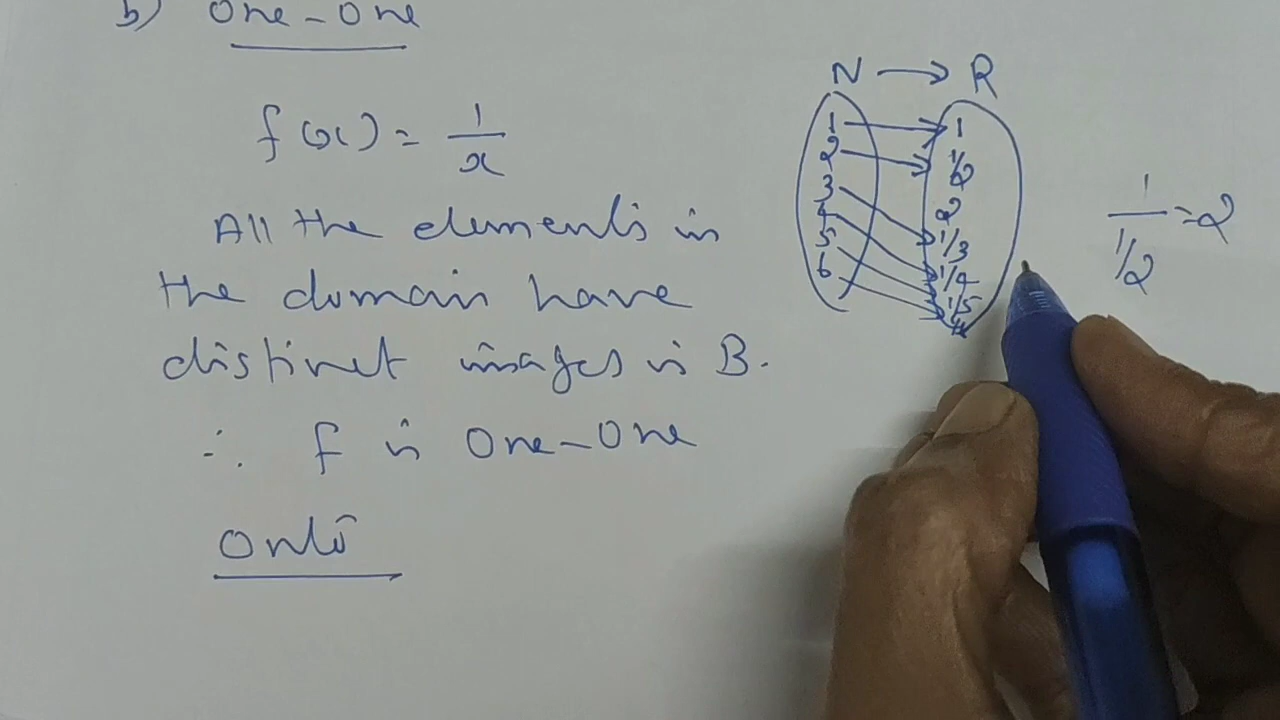 b) One-One
f(x) = 1/x
All the elements in
the domain have
distinct images in B.
∴ f is One-One
Onto
N → R
1 1
2 1/2
3 2
4 1/3
5 1/4
6 1/5
1/(1/2) = 2